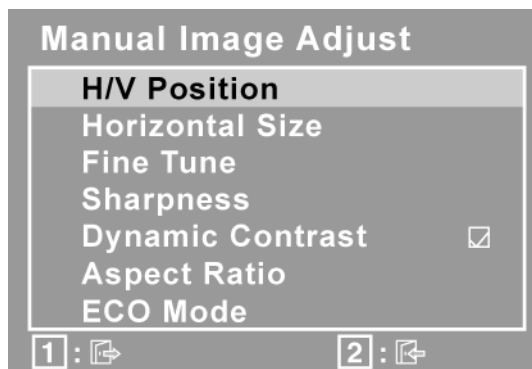 Manual Image Adjust
H/V Position
Horizontal Size
Fine Tune
Sharpness
Dynamic Contrast
Aspect Ratio
ECO Mode
1 : 2 :